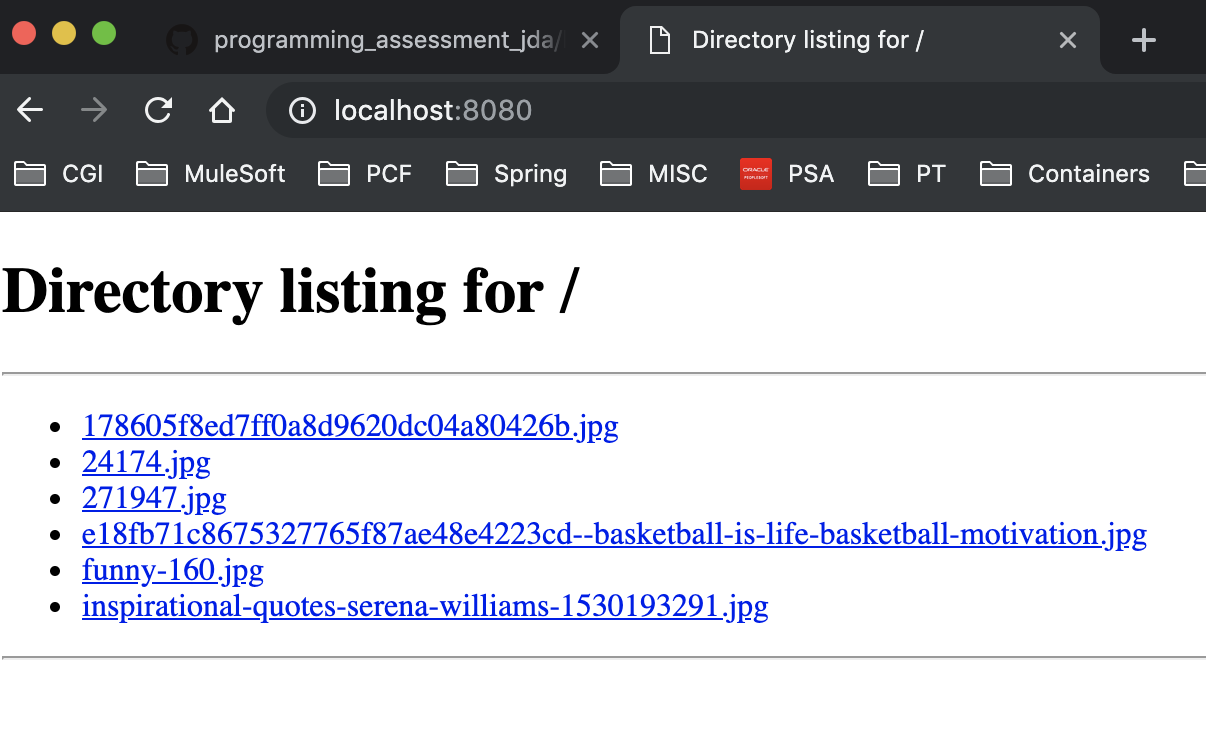 programming_assessment_jda/
Directory listing for /
localhost:8080
CGI MuleSoft PCF Spring MISC ORACLE PEOPLESOFT PSA PT Containers
Directory listing for /
178605f8ed7ff0a8d9620dc04a80426b.jpg
24174.jpg
271947.jpg
e18fb71c8675327765f87ae48e4223cd--basketball-is-life-basketball-motivation.jpg
funny-160.jpg
inspirational-quotes-serena-williams-1530193291.jpg